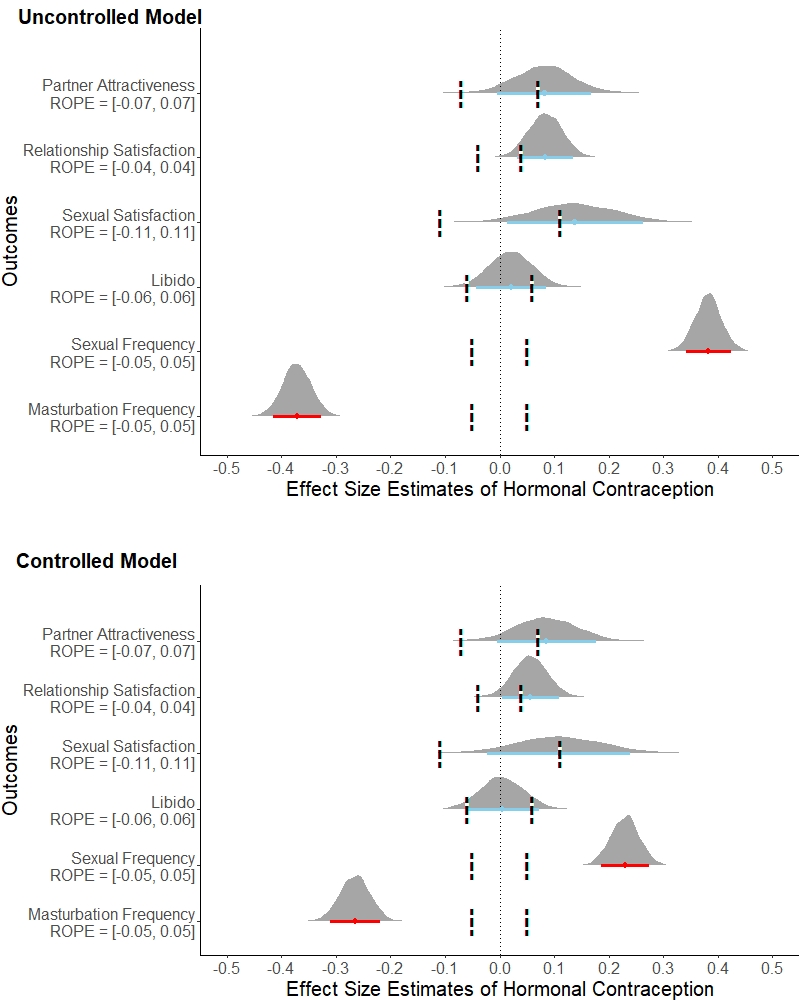 Uncontrolled Model
Partner Attractiveness
ROPE = [-0.07, 0.07]
Relationship Satisfaction
ROPE = [-0.04, 0.04]
Sexual Satisfaction
ROPE = [-0.11, 0.11]
Libido
ROPE = [-0.06, 0.06]
Sexual Frequency
ROPE = [-0.05, 0.05]
Masturbation Frequency
ROPE = [-0.05, 0.05]
Outcomes
-0.5 -0.4 -0.3 -0.2 -0.1 0.0 0.1 0.2 0.3 0.4 0.5
Effect Size Estimates of Hormonal Contraception
Controlled Model
Partner Attractiveness
ROPE = [-0.07, 0.07]
Relationship Satisfaction
ROPE = [-0.04, 0.04]
Sexual Satisfaction
ROPE = [-0.11, 0.11]
Libido
ROPE = [-0.06, 0.06]
Sexual Frequency
ROPE = [-0.05, 0.05]
Masturbation Frequency
ROPE = [-0.05, 0.05]
Outcomes
-0.5 -0.4 -0.3 -0.2 -0.1 0.0 0.1 0.2 0.3 0.4 0.5
Effect Size Estimates of Hormonal Contraception